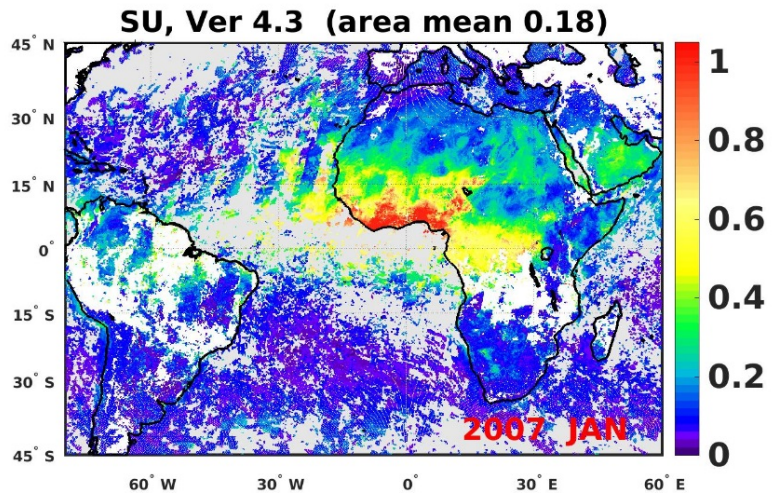 SU, Ver 4.3 (area mean 0.18)
45° N
30° N
15° N
0°
15° S
30° S
45° S
60° W
30° W
0°
30° E
60° E
1
0.8
0.6
0.4
0.2
0
2007 JAN